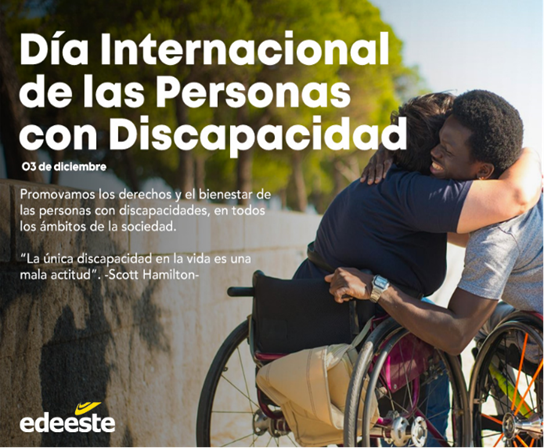 Día Internacional
de las Personas
con Discapacidad
03 de diciembre
Promovamos los derechos y el bienestar de
las personas con discapacidades, en todos
los ámbitos de la sociedad.
“La única discapacidad en la vida es una
mala actitud”. -Scott Hamilton-
edeeste